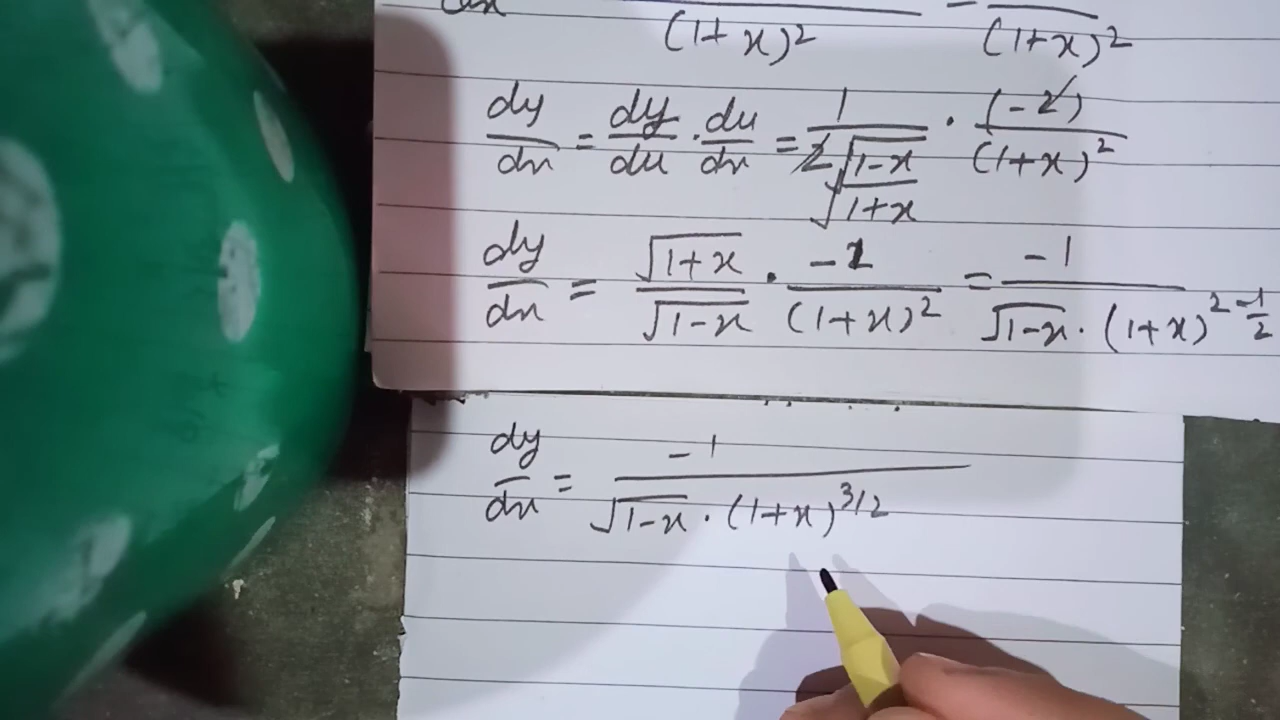 dx (1+x)² - (1+x)²
dy/dx = dy/du · du/dx = 1/(2√(1-x)/√(1+x)) · (-2)/(1+x)²
dy/dx = √(1+x)/√(1-x) · -1/(1+x)² = -1/(√(1-x) · (1+x)^(2-1/2))
dy/dx = -1/(√(1-x) · (1+x)^(3/2))